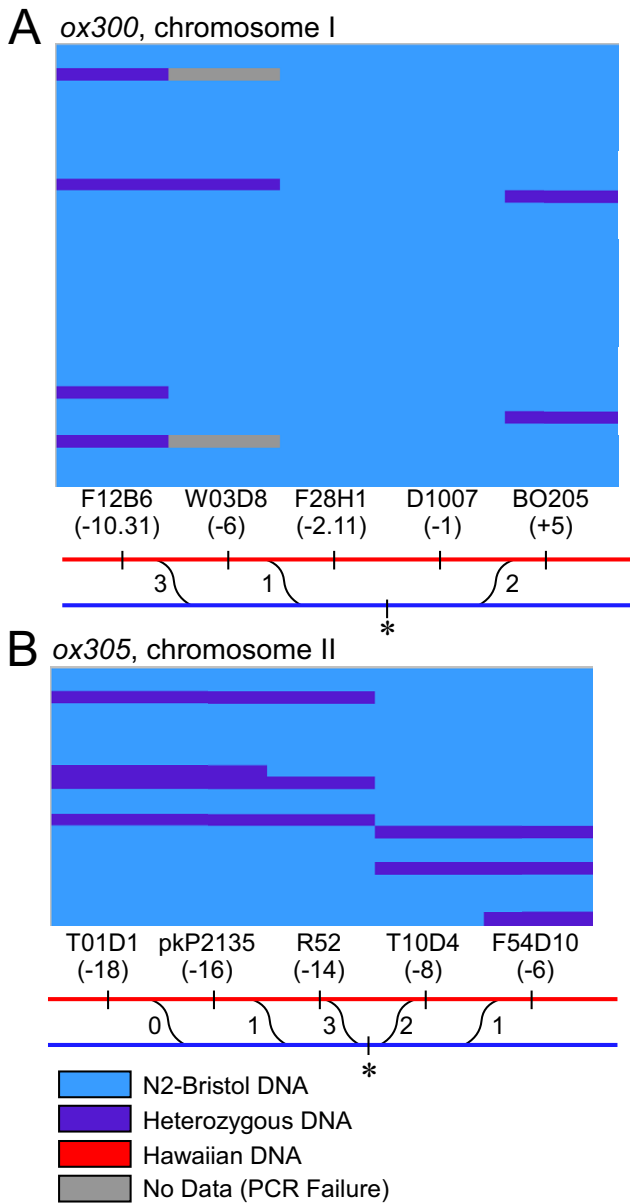 A ox300, chromosome I
F12B6 W03D8 F28H1 D1007 BO205
(-10.31) (-6) (-2.11) (-1) (+5)
3 1 2
*
B ox305, chromosome II
T01D1 pkP2135 R52 T10D4 F54D10
(-18) (-16) (-14) (-8) (-6)
0 1 3 2 1
*
N2-Bristol DNA
Heterozygous DNA
Hawaiian DNA
No Data (PCR Failure)